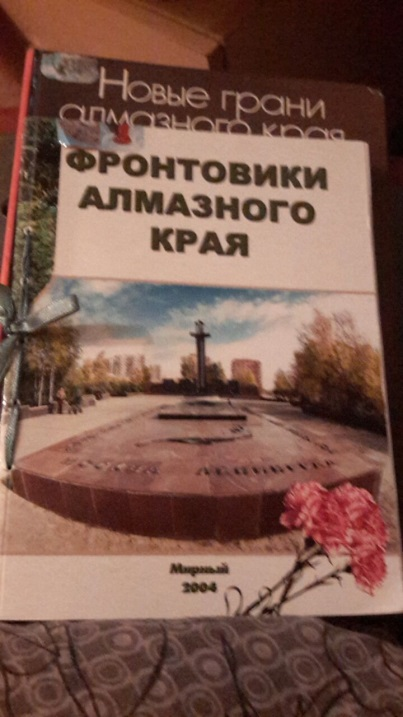 Новые грани
алмазного края
ФРОНТОВИКИ
АЛМАЗНОГО
КРАЯ
Мирный
2004